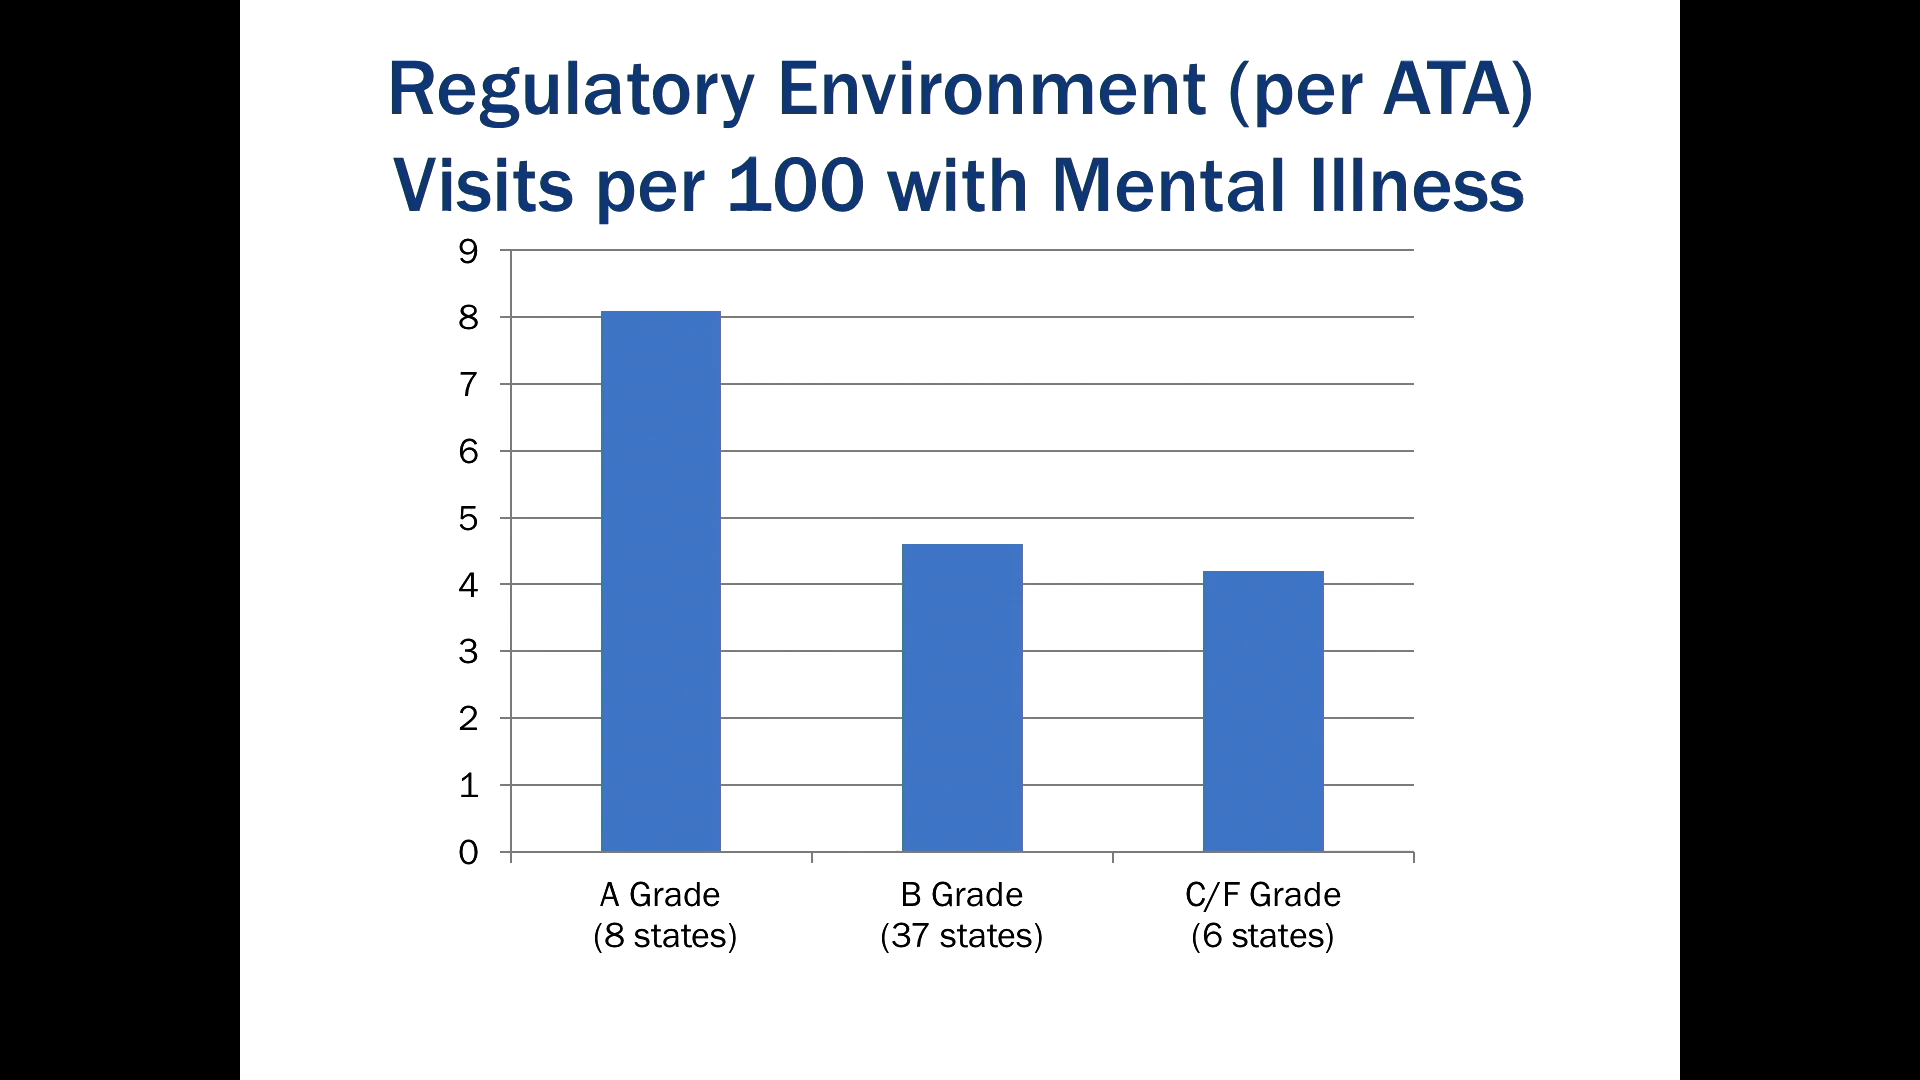 Regulatory Environment (per ATA)
Visits per 100 with Mental Illness
9
8
7
6
5
4
3
2
1
0
A Grade
(8 states)
B Grade
(37 states)
C/F Grade
(6 states)